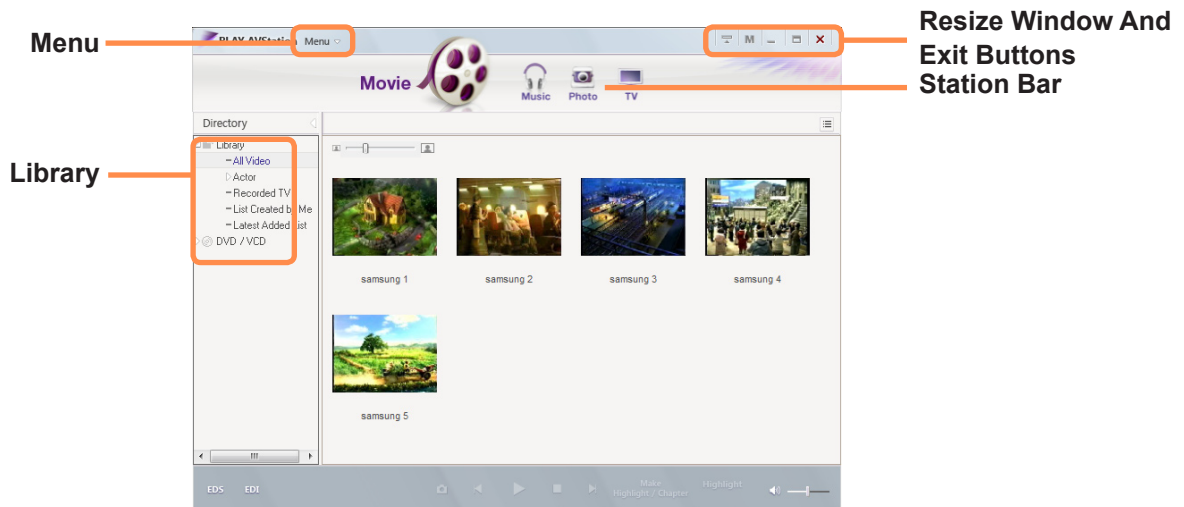 Menu
Library
Resize Window And
Exit Buttons
Station Bar
PLAY AVStation
Menu
M
Movie
Music
Photo
TV
Directory
Library
All Video
Actor
Recorded TV
List Created by Me
Latest Added List
DVD / VCD
samsung 1
samsung 2
samsung 3
samsung 4
samsung 5
EDS
EDI
Make
Highlight / Chapter
Highlight